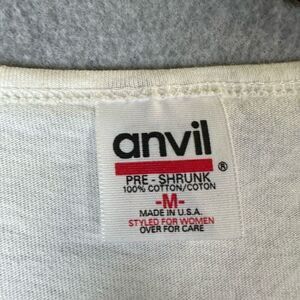 anvil
®
PRE - SHRUNK
100% COTTON/COTON
-M-
MADE IN U.S.A.
STYLED FOR WOMEN
OVER FOR CARE